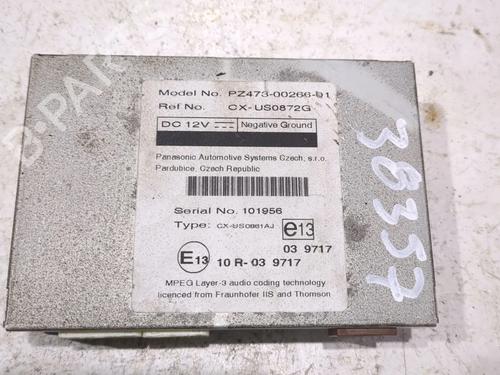 Model No. PZ473-00266-01
Ref No. CX-US0872G
DC 12V Negative Ground
Panasonic Automotive Systems Czech, s.r.o.
Pardubice, Czech Republic
Serial No. 101956
Type: CX-US0861AJ e13
03 9717
E13 10 R-03 9717
MPEG Layer-3 audio coding technology
licenced from Fraunhofer IIS and Thomson
38357